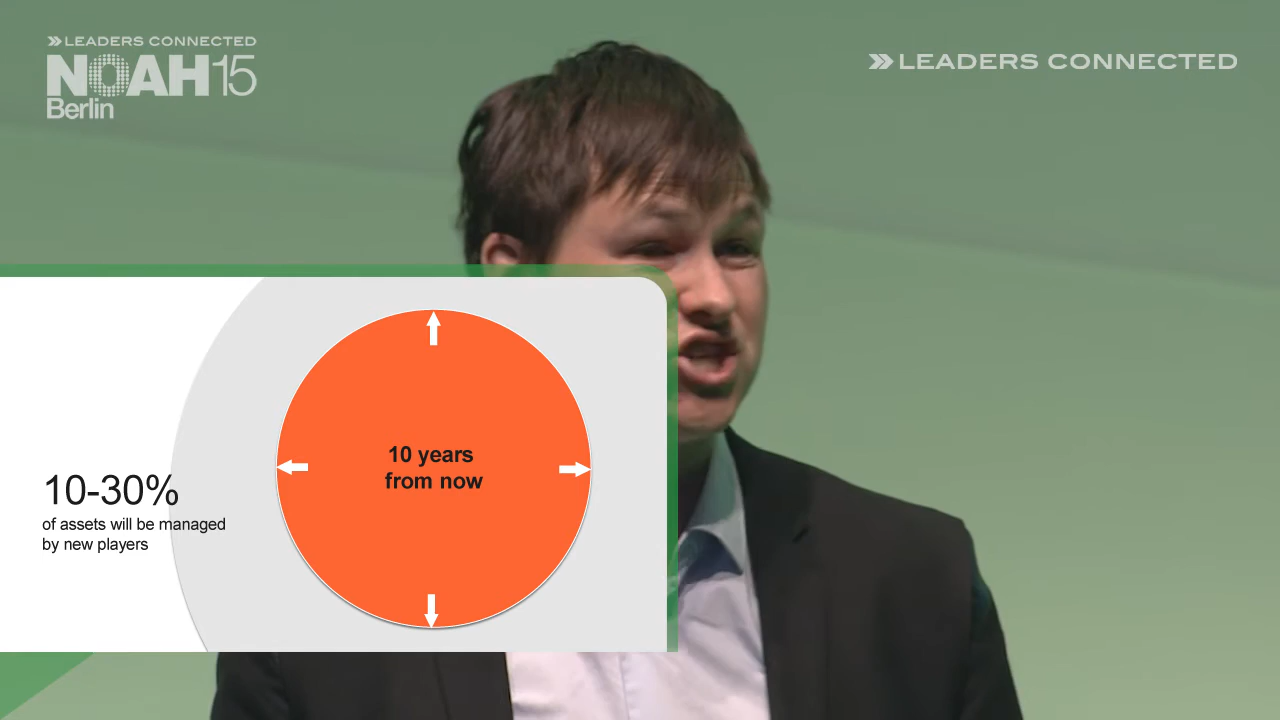 LEADERS CONNECTED
NOAH15
Berlin
LEADERS CONNECTED
10 years
from now
10-30%
of assets will be managed
by new players